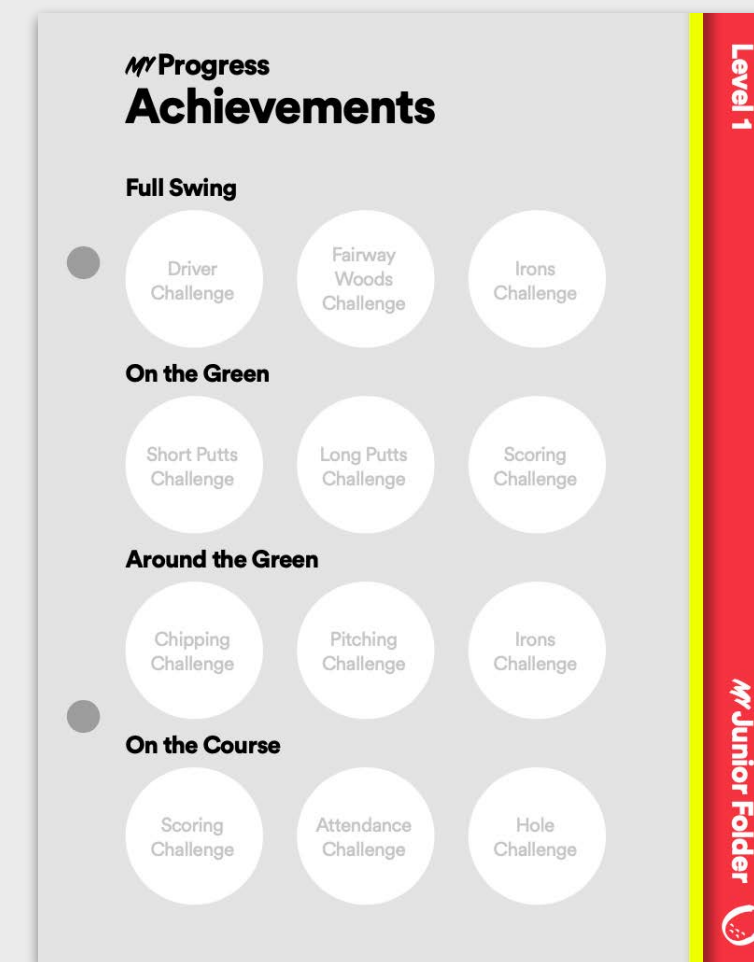 MY Progress
Achievements
Full Swing
Driver
Challenge
Fairway
Woods
Challenge
Irons
Challenge
On the Green
Short Putts
Challenge
Long Putts
Challenge
Scoring
Challenge
Around the Green
Chipping
Challenge
Pitching
Challenge
Irons
Challenge
On the Course
Scoring
Challenge
Attendance
Challenge
Hole
Challenge
Level 1
MY Junior Folder